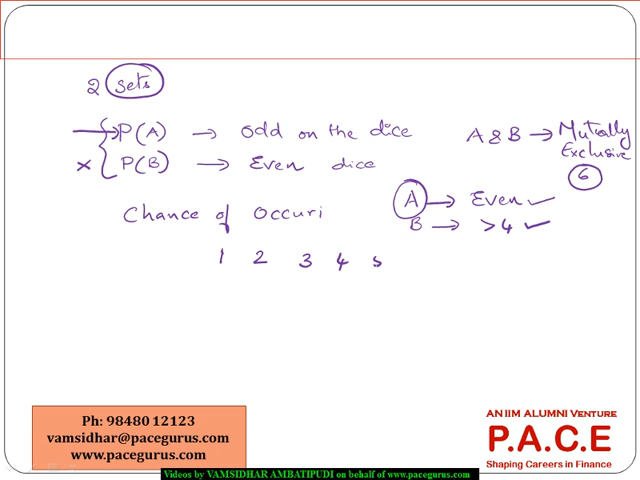 2 Sets
P(A) → Odd on the dice
x P(B) → Even dice
A & B → Mutually Exclusive
6
Chance of Occuri
A → Even ✓
B → >4 ✓
1 2 3 4 5
Ph: 98480 12123
vamsidhar@pacegurus.com
www.pacegurus.com
AN IIM ALUMNI VENTURE
P.A.C.E
Shaping Careers in Finance
Videos by VAMSIDHAR AMBATIPUDI on behalf of www.pacegurus.com